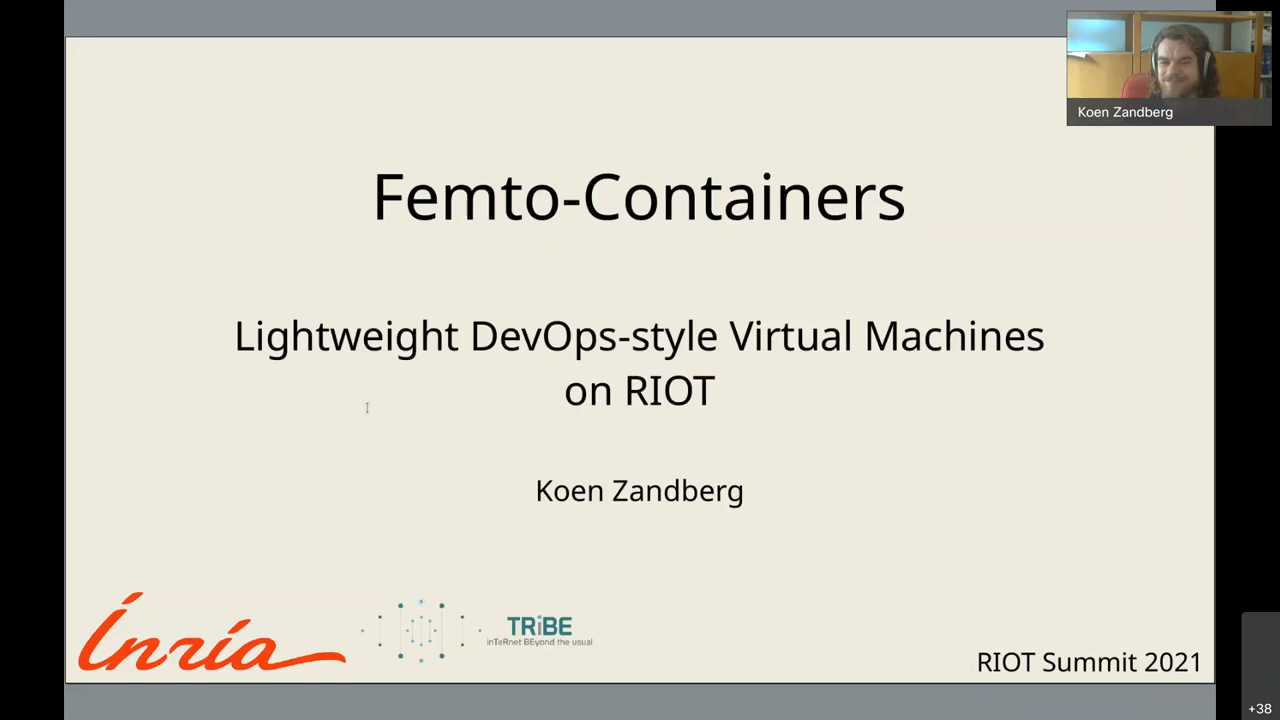 Koen Zandberg
Femto-Containers
Lightweight DevOps-style Virtual Machines
on RIOT
Koen Zandberg
Inria
TRiBE
inTeRnet BEyond the usual
RIOT Summit 2021
+38